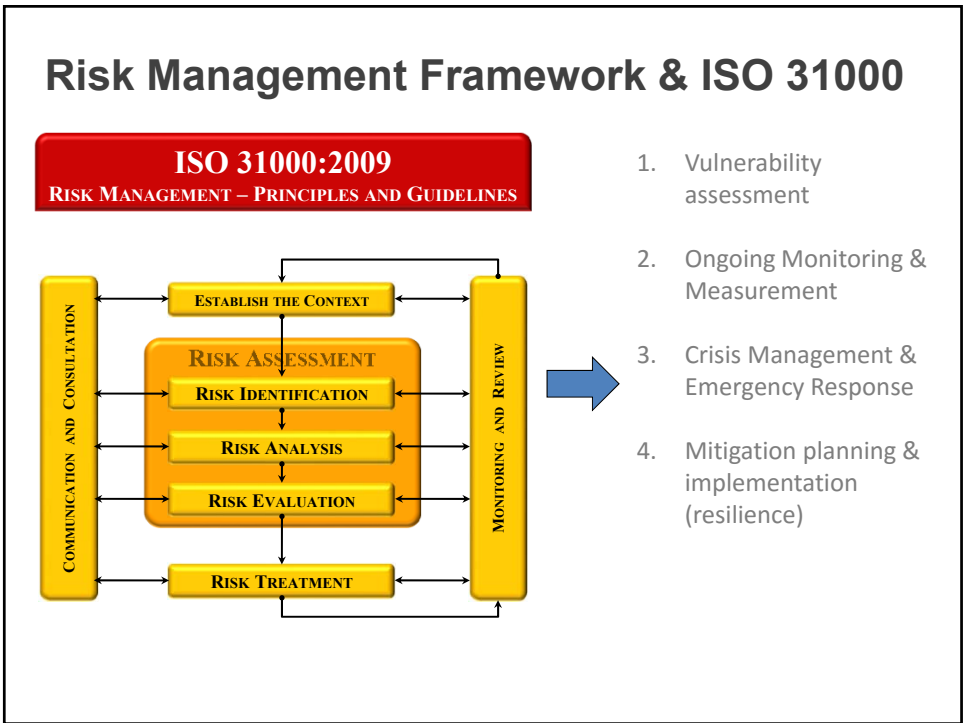 Risk Management Framework & ISO 31000
ISO 31000:2009
RISK MANAGEMENT – PRINCIPLES AND GUIDELINES
COMMUNICATION AND CONSULTATION
ESTABLISH THE CONTEXT
RISK ASSESSMENT
RISK IDENTIFICATION
RISK ANALYSIS
RISK EVALUATION
RISK TREATMENT
MONITORING AND REVIEW
1. Vulnerability
assessment
2. Ongoing Monitoring &
Measurement
3. Crisis Management &
Emergency Response
4. Mitigation planning &
implementation
(resilience)